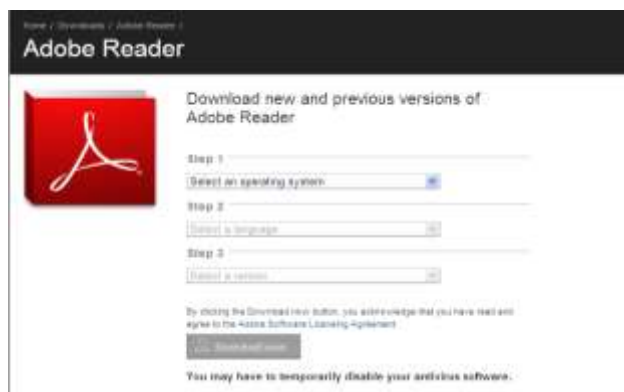 Home / Downloads / Adobe Reader /
Adobe Reader
Download new and previous versions of
Adobe Reader
Step 1
Select an operating system
Step 2
Select a language
Step 3
Select a version
By clicking the Download now button, you acknowledge that you have read and
agree to the Adobe Software Licensing Agreement
Download now
You may have to temporarily disable your antivirus software.